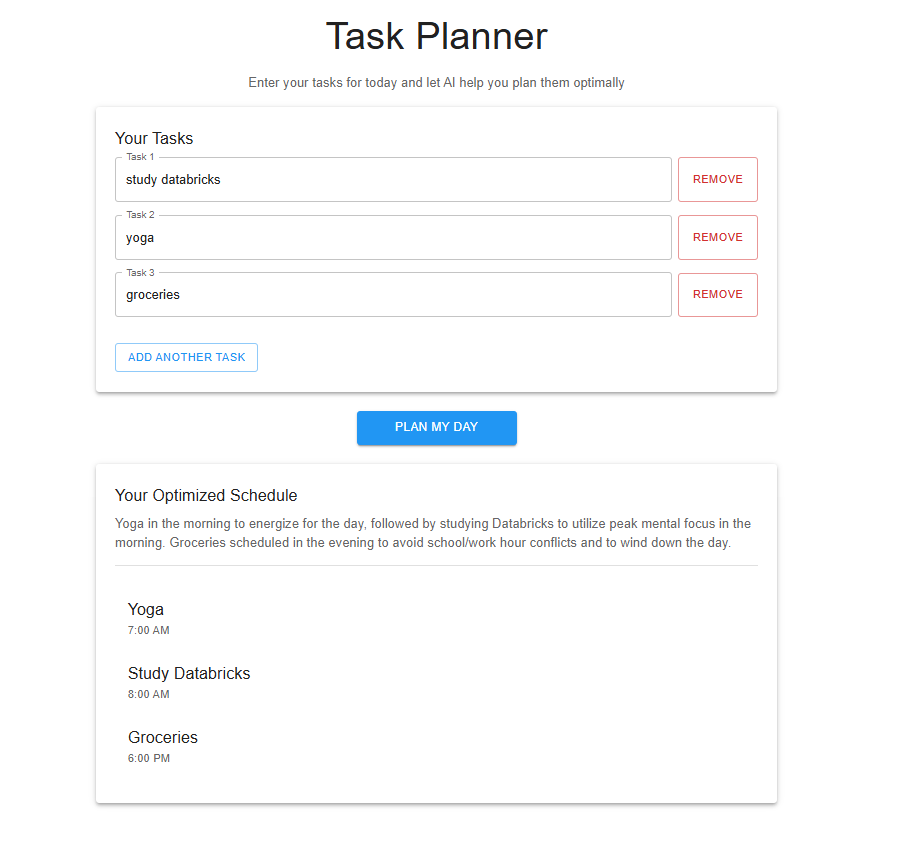 Task Planner
Enter your tasks for today and let AI help you plan them optimally
Your Tasks
Task 1
study databricks
REMOVE
Task 2
yoga
REMOVE
Task 3
groceries
REMOVE
ADD ANOTHER TASK
PLAN MY DAY
Your Optimized Schedule
Yoga in the morning to energize for the day, followed by studying Databricks to utilize peak mental focus in the
morning. Groceries scheduled in the evening to avoid school/work hour conflicts and to wind down the day.
Yoga
7:00 AM
Study Databricks
8:00 AM
Groceries
6:00 PM